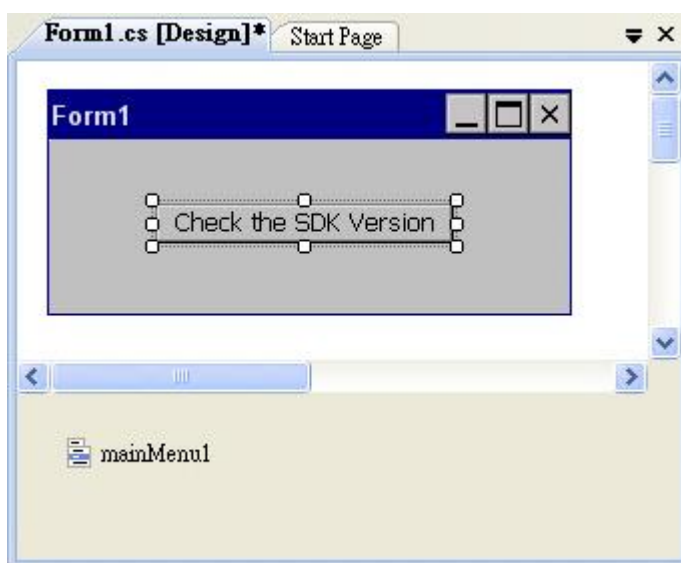 Form1.cs [Design]* Start Page
Form1
Check the SDK Version
mainMenu1